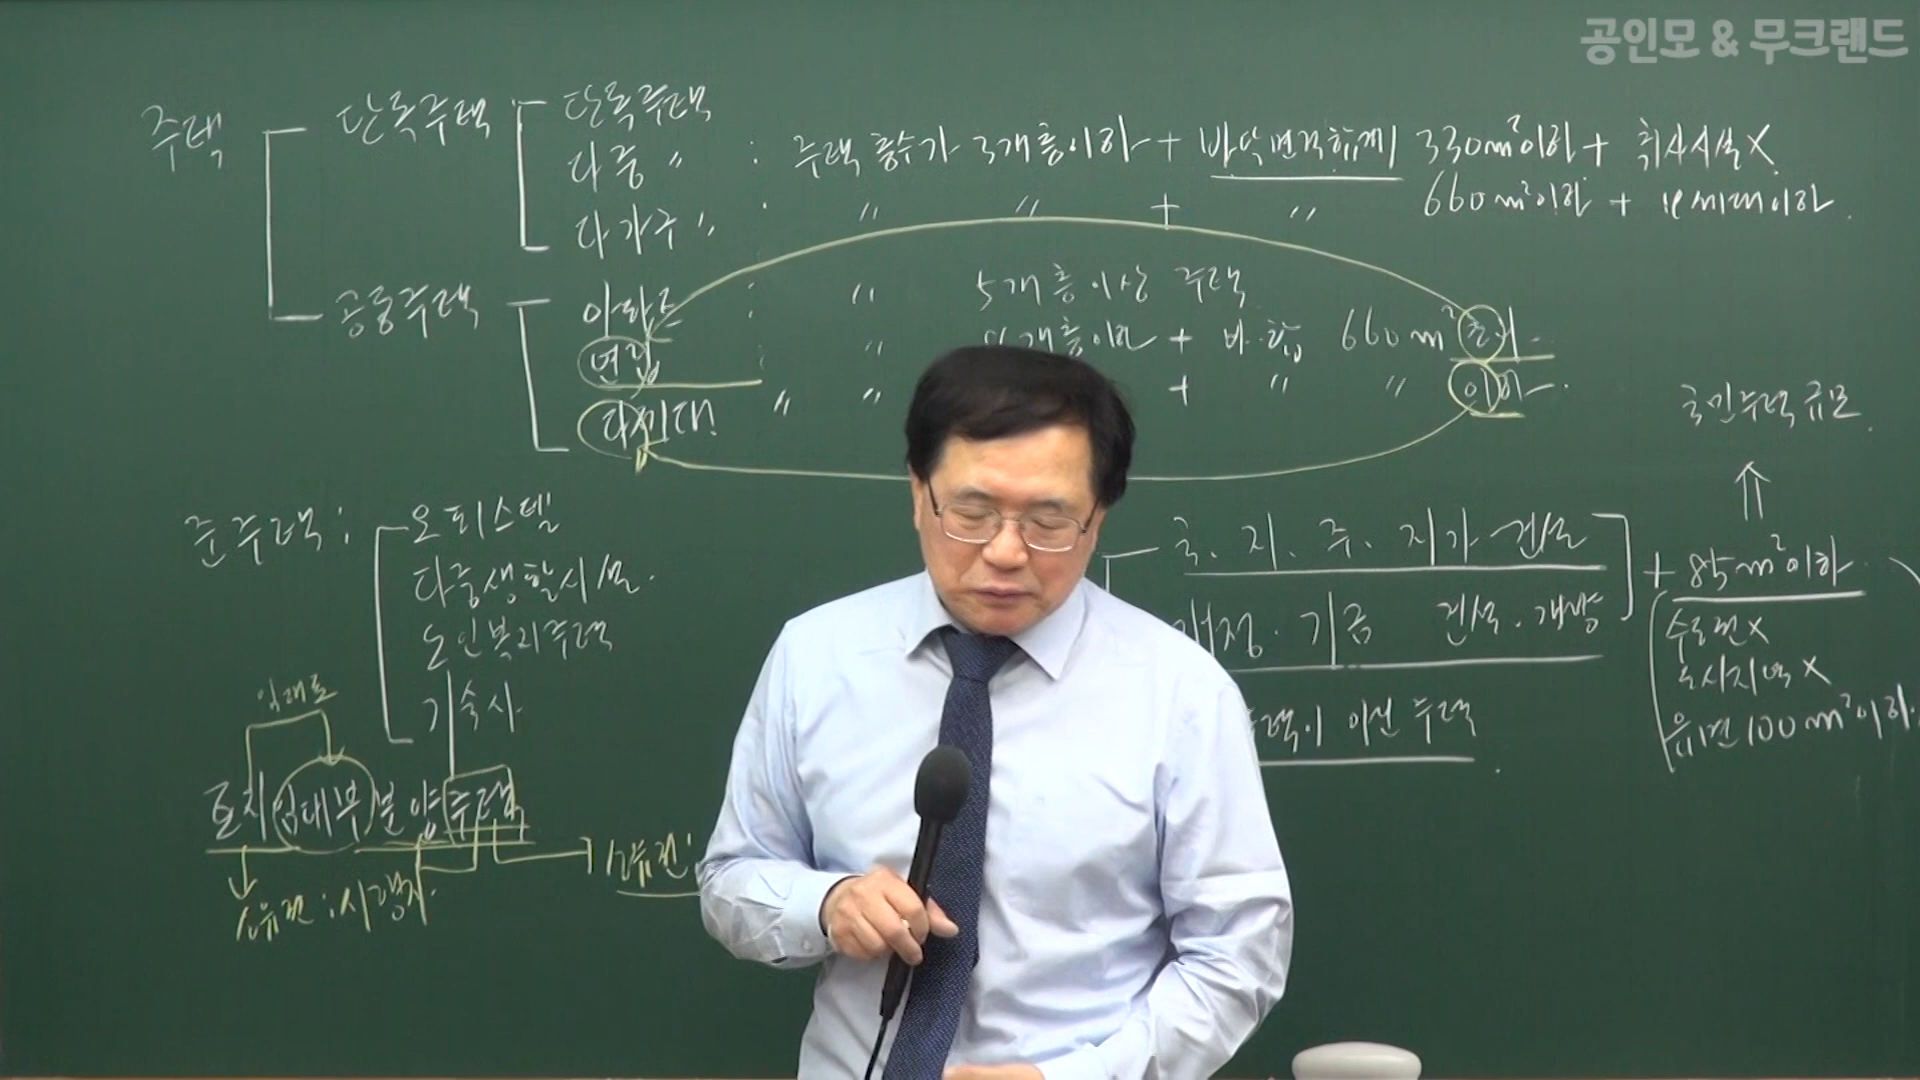 공인모 & 무크랜드
주택
단독주택
단독주택
다중 〃 : 주택 층수가 3개층이하 + 바닥면적합계 330m²이하 + 취사시설X
다가구 〃 : 〃 〃 + 〃 660m²이하 + 19세대이하.
공동주택
아파트 : 〃 5개층이상 주택
연립 : 〃 4개층이하 + 바.합 660m² 초과.
다세대 〃 〃 + 〃 〃 이하.
국민주택규모.
⇑
준주택 :
오피스텔
다중생활시설.
노인복지주택
기숙사.
국. 지. 주. 지가 건설
재정. 기금 건설. 개량
+ 85m²이하.
수도권X
도시지역X
읍면100m²이하.
주택이 아닌 주택.
임대료
토지임대부분양주택
소유권 : 시행자.
소유권 :